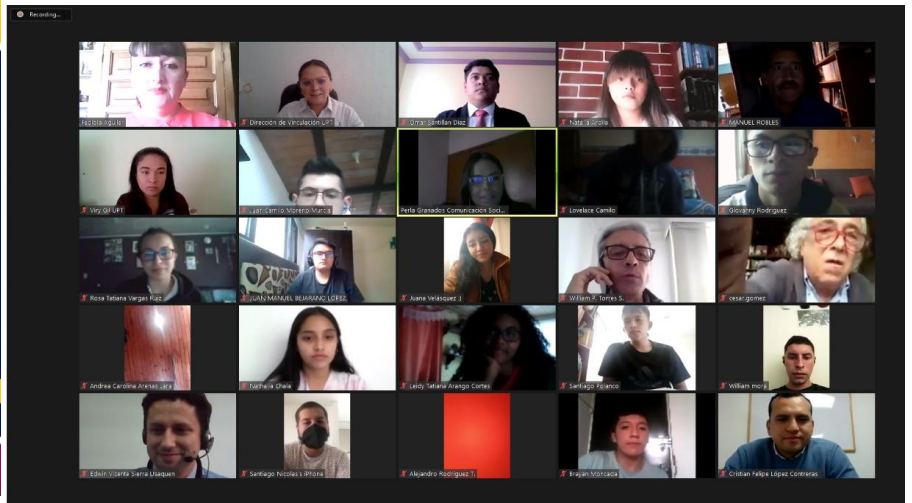 Recording...
Fabiola Aguilar
Dirección de Vinculación UPT
Omar Santillan Diaz
Natalia Ardila
MANUEL ROBLES
Viry Gil UPT
Juan Camilo Moreno Murcia
Perla Granados Comunicación Soci...
Lovelace Camilo
Giovanny Rodriguez
Rosa Tatiana Vargas Ruiz
JUAN MANUEL BEJARANO LOPEZ
Juana Velásquez J
William R. Torres S.
cesar.gomez
Andrea Carolina Arenas Lara
Nathalia Chala
Leidy Tatiana Arango Cortes
Santiago Polanco
William mora
Edwin Vicente Sierra Usaquen
Santiago Nicolas's iPhone
Alejandro Rodriguez T.
Brayan Moncada
Cristian Felipe López Contreras